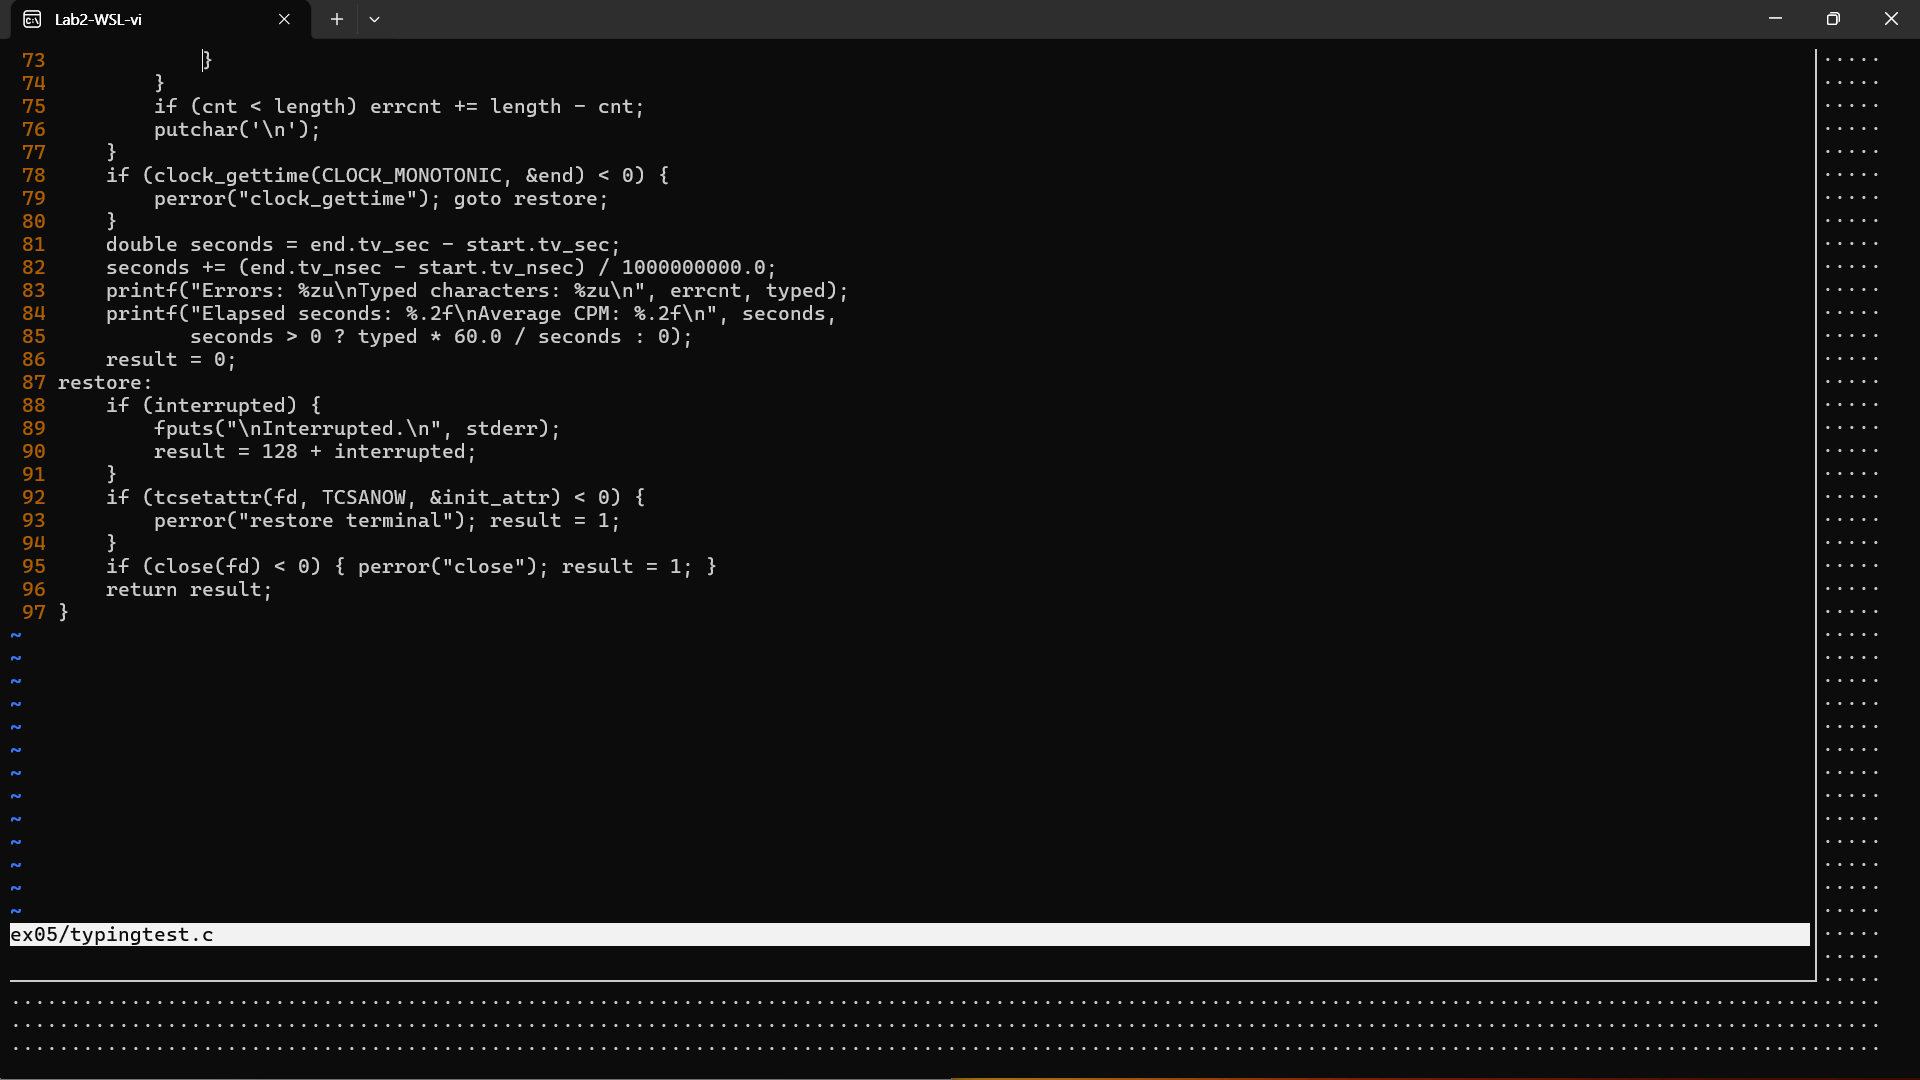 Lab2-WSL-vi
73             }
74         }
75         if (cnt < length) errcnt += length - cnt;
76         putchar('\n');
77     }
78     if (clock_gettime(CLOCK_MONOTONIC, &end) < 0) {
79         perror("clock_gettime"); goto restore;
80     }
81     double seconds = end.tv_sec - start.tv_sec;
82     seconds += (end.tv_nsec - start.tv_nsec) / 1000000000.0;
83     printf("Errors: %zu\nTyped characters: %zu\n", errcnt, typed);
84     printf("Elapsed seconds: %.2f\nAverage CPM: %.2f\n", seconds,
85            seconds > 0 ? typed * 60.0 / seconds : 0);
86     result = 0;
87 restore:
88     if (interrupted) {
89         fputs("\nInterrupted.\n", stderr);
90         result = 128 + interrupted;
91     }
92     if (tcsetattr(fd, TCSANOW, &init_attr) < 0) {
93         perror("restore terminal"); result = 1;
94     }
95     if (close(fd) < 0) { perror("close"); result = 1; }
96     return result;
97 }
~
~
~
~
~
~
~
~
~
~
~
~
~
ex05/typingtest.c